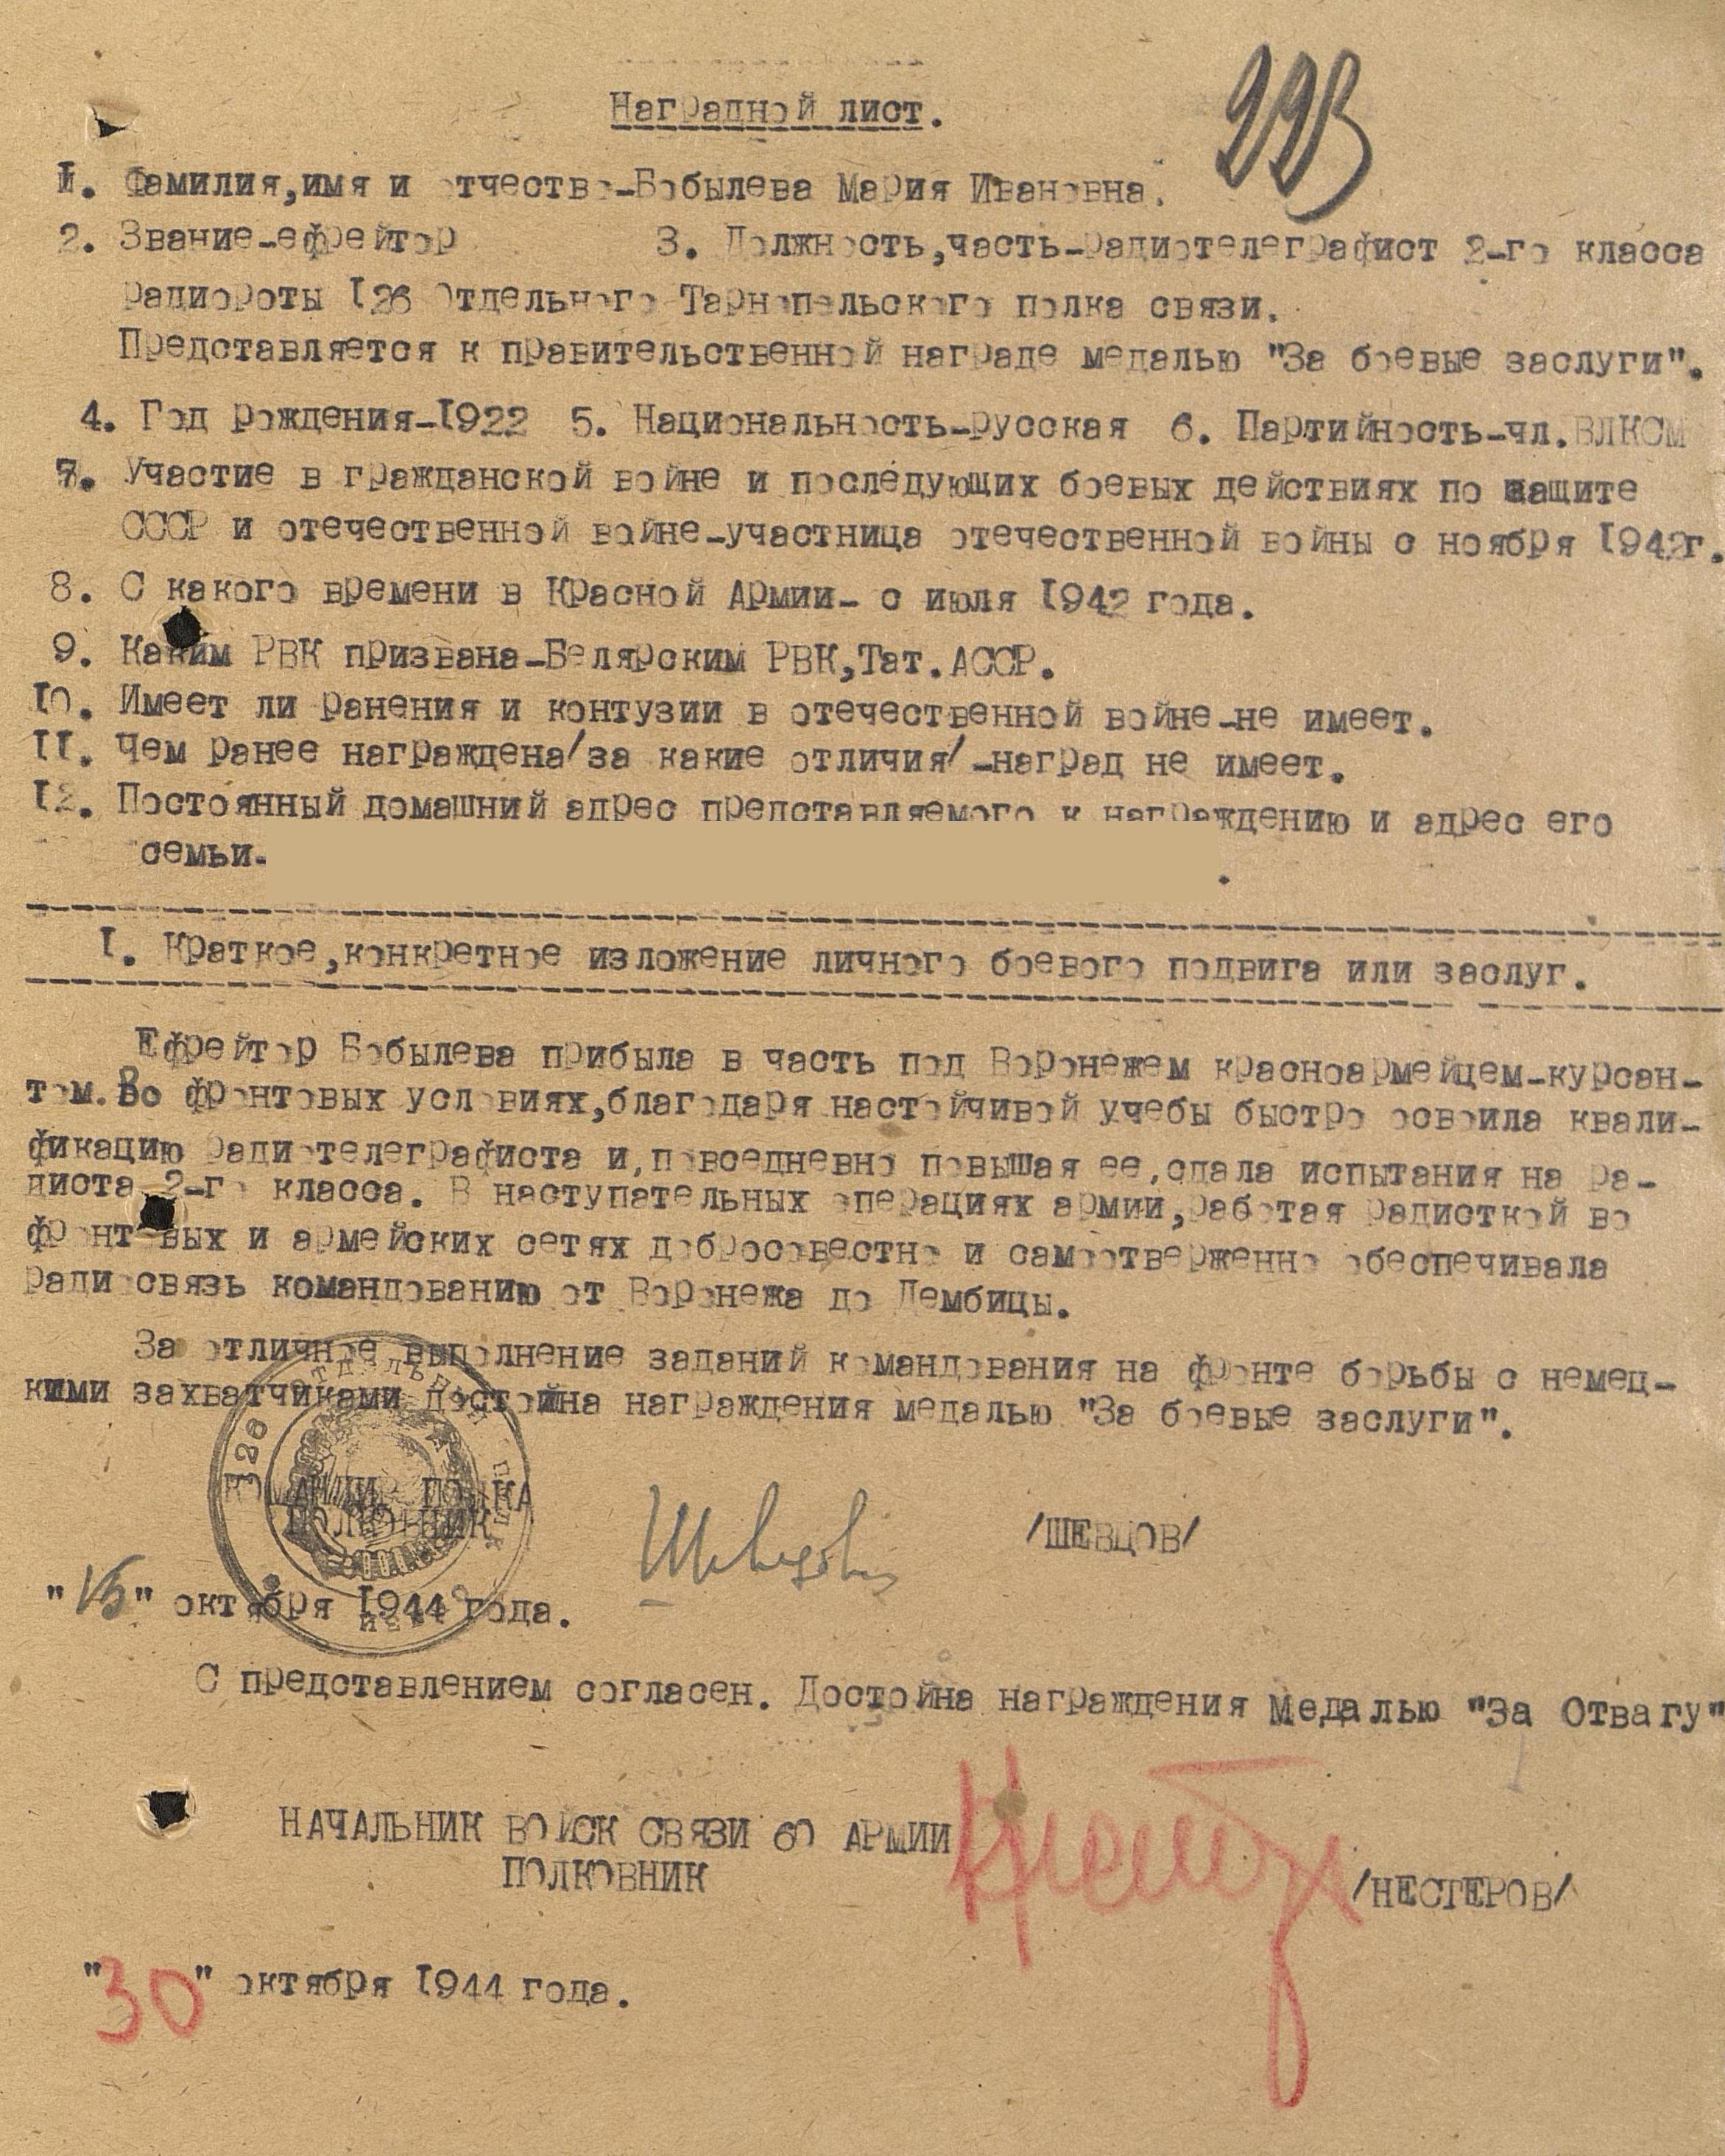 223
Наградной лист.
1. Фамилия,имя и отчество-Бобылева Мария Ивановна.
2. Звание-ефрейтор 3. Должность,часть-радиотелеграфист 2-го класса
радиороты 126 Отдельного Тарнопольского полка связи.
Представляется к правительственной награде медалью "За боевые заслуги".
4. Год рождения-1922 5. Национальность-русская 6. Партийность-чл.ВЛКСМ
7. Участие в гражданской войне и последующих боевых действиях по защите
СССР и отечественной войне-участница отечественной войны с ноября 1942г.
8. С какого времени в Красной Армии- с июля 1942 года.
9. Каким РВК призвана-Белярским РВК,Тат.АССР.
10. Имеет ли ранения и контузии в отечественной войне-не имеет.
11. Чем ранее награждена/за какие отличия/-наград не имеет.
12. Постоянный домашний адрес представляемого к награждению и адрес его
семьи.
1. Краткое,конкретное изложение личного боевого подвига или заслуг.
Ефрейтор Бобылева прибыла в часть под Воронежем красноармейцем-курсан-
том. Во фронтовых условиях,благодаря настойчивой учебы быстро освоила квали-
фикацию радиотелеграфиста и,повседневно повышая ее,сдала испытания на ра-
диста 2-го класса. В наступательных операциях армии,работая радисткой во
фронтовых и армейских сетях добросовестно и самоотверженно обеспечивала
радиосвязь командованию от Воронежа до Дембицы.
За отличное выполнение заданий командования на фронте борьбы с немец-
кими захватчиками достойна награждения медалью "За боевые заслуги".
КОМАНДИР ПОЛКА
ПОЛКОВНИК
Шевцов
/ШЕВЦОВ/
"15" октября 1944 года.
С представлением согласен. Достойна награждения Медалью "За Отвагу"
НАЧАЛЬНИК ВОЙСК СВЯЗИ 60 АРМИИ
ПОЛКОВНИК
/НЕСТЕРОВ/
"30" октября 1944 года.